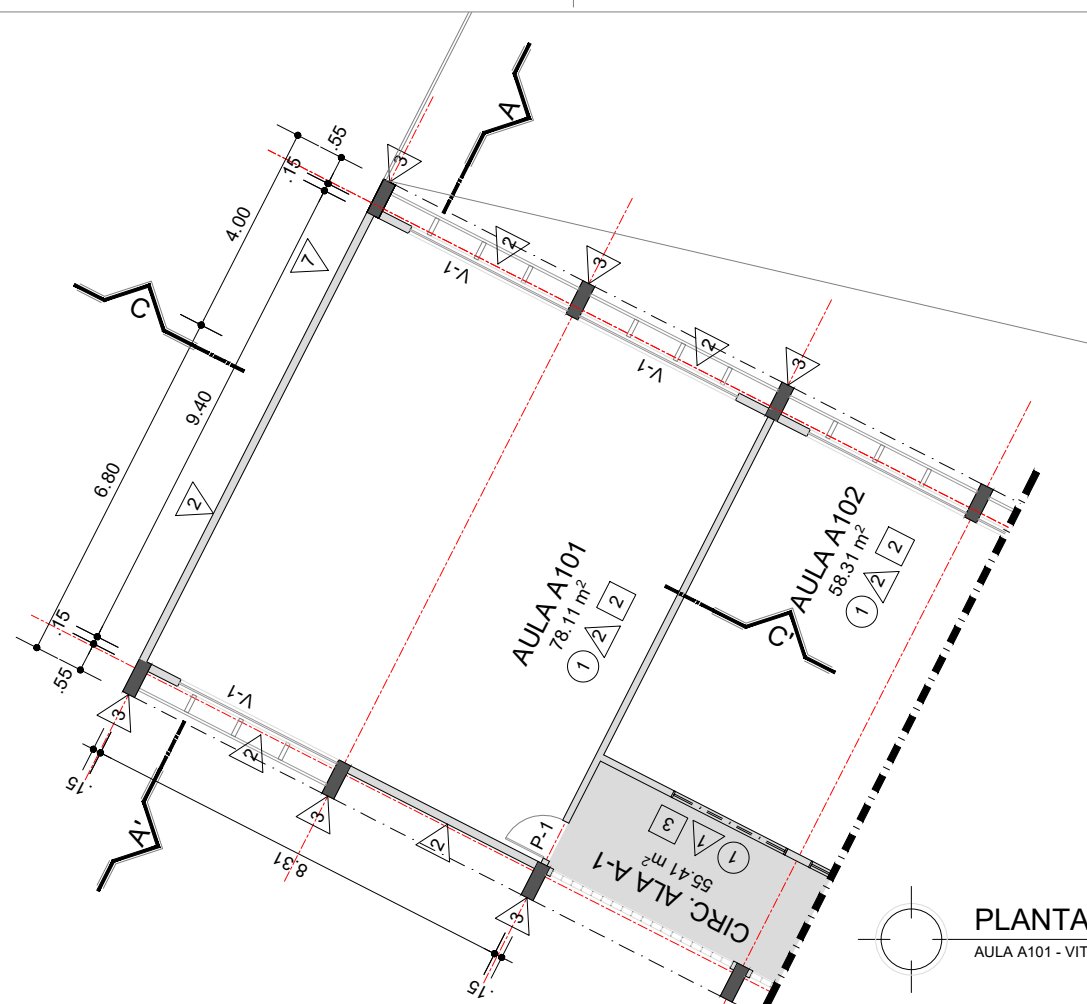 A
3
.55
.15
4.00
7
2
V-1
3
C
2
V-1
3
9.40
6.80
2
AULA A101
78.11 m²
1 2 2
AULA A102
58.31 m²
1 2 2
C'
.15
.55
V-1
3
2
.15
A'
3
8.31
2
P-1
3
.15
3 1 1
55.41 m²
CIRC. ALA A-1
PLANTA
AULA A101 - VIT